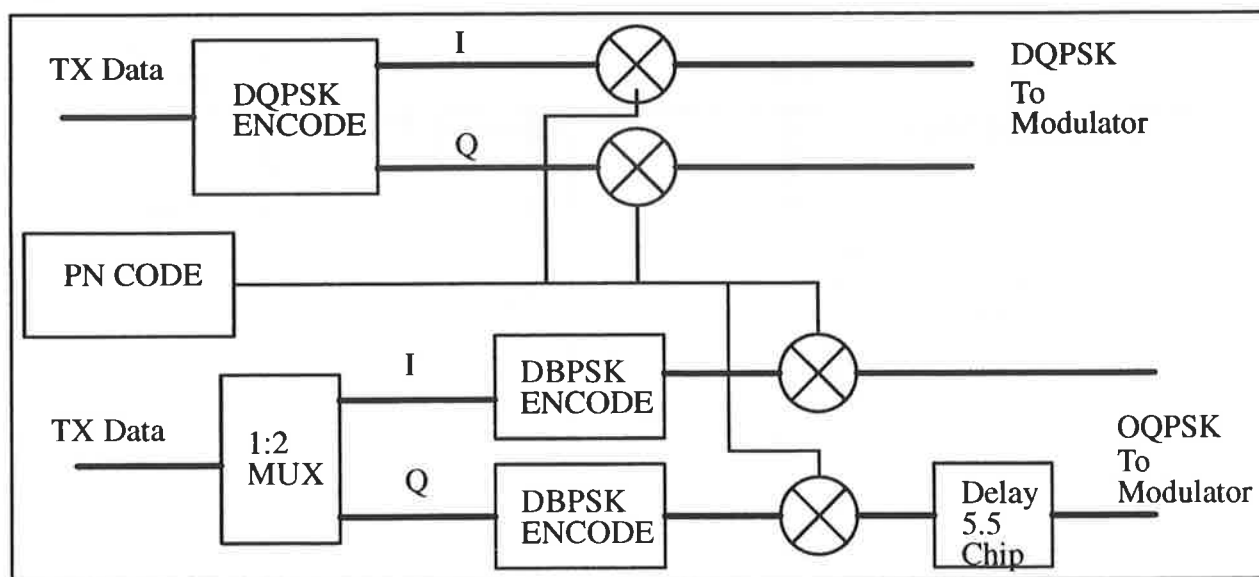 I
TX Data
DQPSK
ENCODE
Q
DQPSK
To
Modulator
PN CODE
I
DBPSK
ENCODE
TX Data
1:2
MUX
Q
DBPSK
ENCODE
Delay
5.5
Chip
OQPSK
To
Modulator